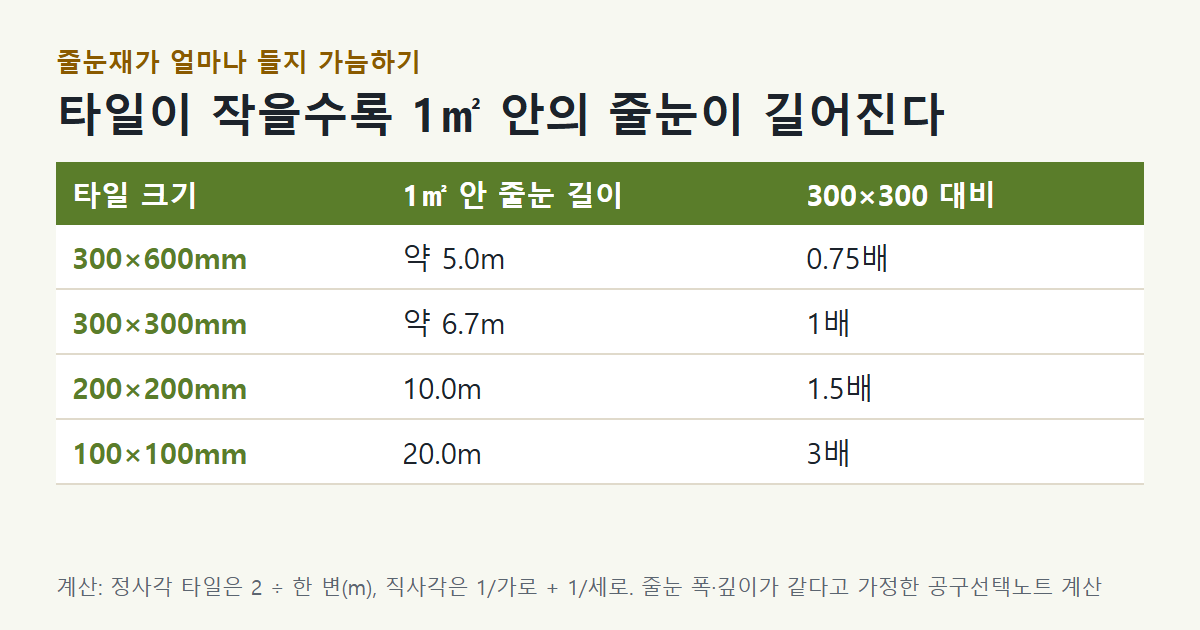 줄눈재가 얼마나 들지 가늠하기
타일이 작을수록 1㎡ 안의 줄눈이 길어진다
타일 크기 1㎡ 안 줄눈 길이 300×300 대비
300×600mm 약 5.0m 0.75배
300×300mm 약 6.7m 1배
200×200mm 10.0m 1.5배
100×100mm 20.0m 3배
계산: 정사각 타일은 2 ÷ 한 변(m), 직사각은 1/가로 + 1/세로. 줄눈 폭·깊이가 같다고 가정한 공구선택노트 계산